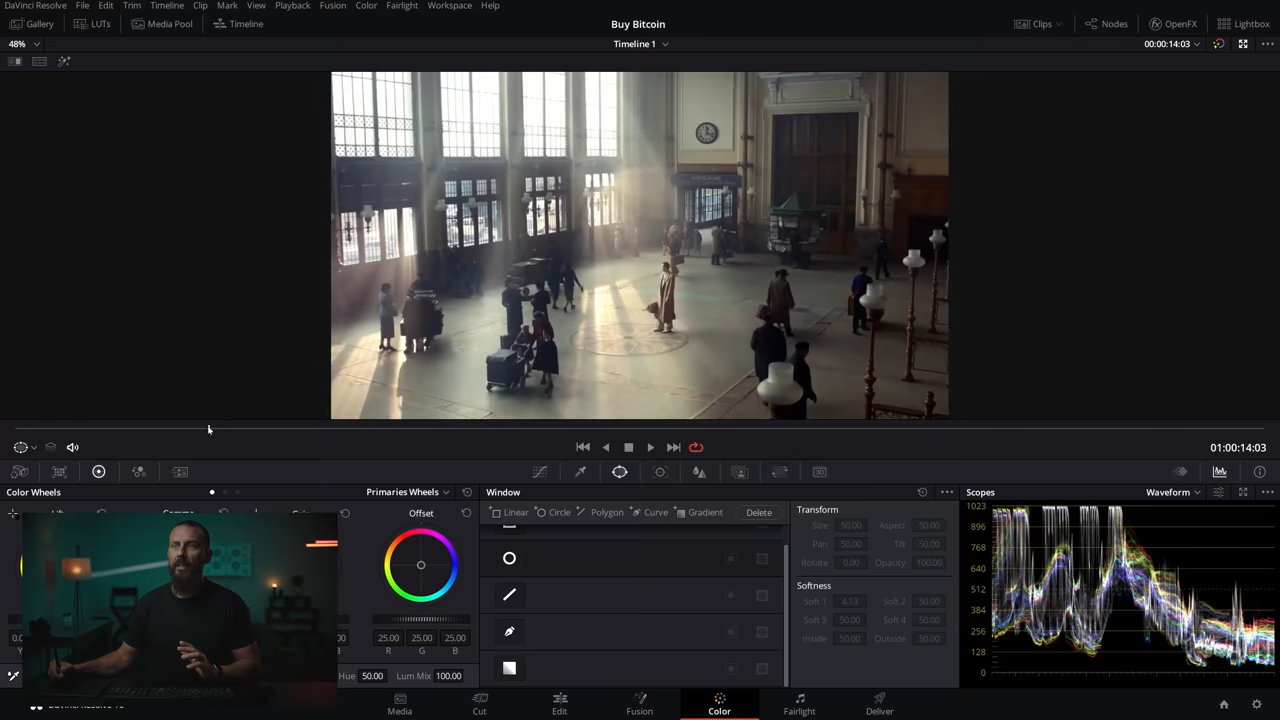 DaVinci Resolve File Edit Trim Timeline Clip Mark View Playback Fusion Color Fairlight Workspace Help
Gallery LUTs Media Pool Timeline Buy Bitcoin Clips Nodes OpenFX Lightbox
48% Timeline 1 00:00:14:03
01:00:14:03
Color Wheels Primaries Wheels Window Scopes Waveform
Offset
Linear Circle Polygon Curve Gradient Delete
Transform
Size 50.00 Aspect 50.00
Pan 50.00 Tilt 50.00
Rotate 0.00 Opacity 100.00
Softness
Soft 1 4.13 Soft 2 50.00
Soft 3 50.00 Soft 4 50.00
Inside 50.00 Outside 50.00
25.00 25.00 25.00
R G B
Hue 50.00 Lum Mix 100.00
1023
896
768
640
512
384
256
128
0
Media Cut Edit Fusion Color Fairlight Deliver